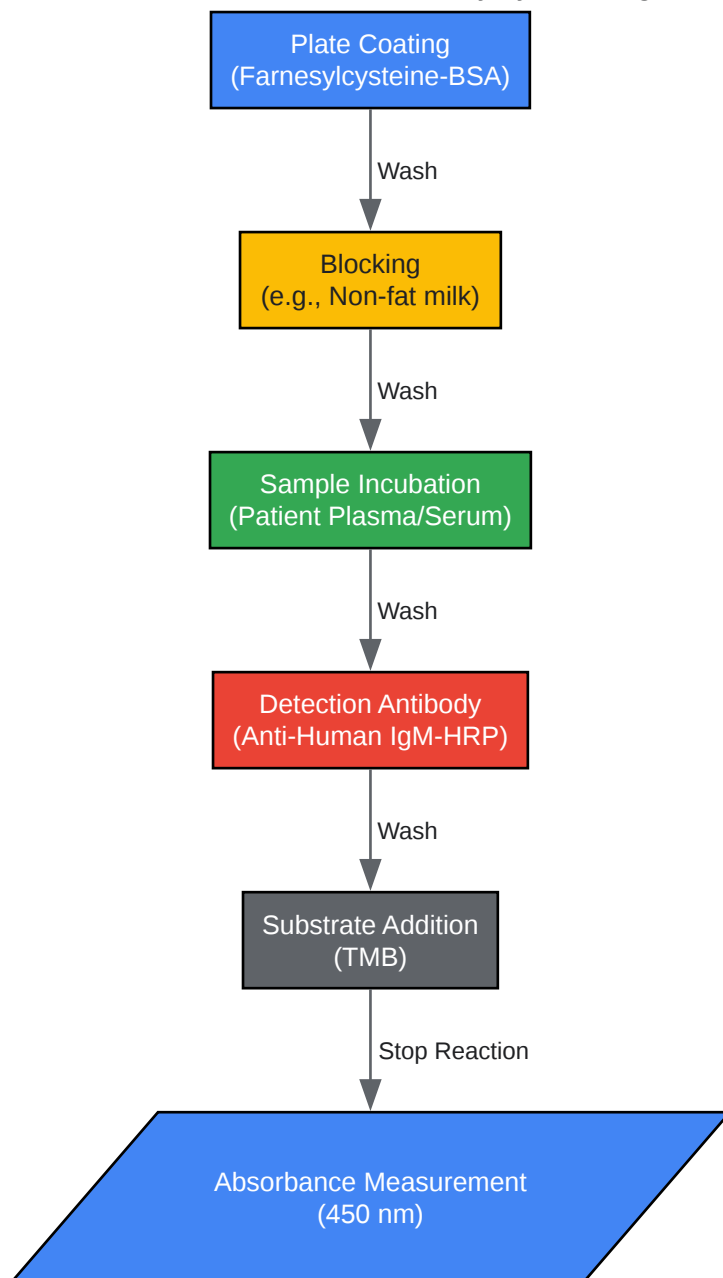 Plate Coating
(Farnesylcysteine-BSA)
Wash
Blocking
(e.g., Non-fat milk)
Wash
Sample Incubation
(Patient Plasma/Serum)
Wash
Detection Antibody
(Anti-Human IgM-HRP)
Wash
Substrate Addition
(TMB)
Stop Reaction
Absorbance Measurement
(450 nm)